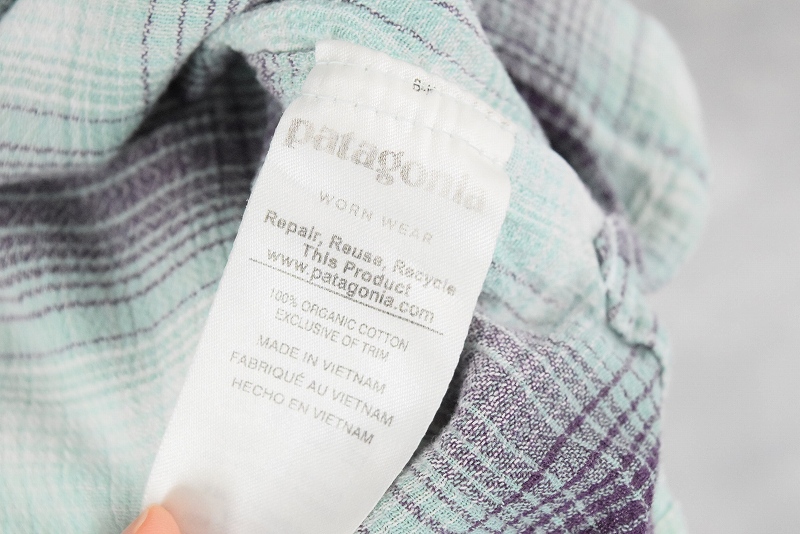 patagonia
WORN WEAR
Repair, Reuse, Recycle
This Product
www.patagonia.com
100% ORGANIC COTTON
EXCLUSIVE OF TRIM
MADE IN VIETNAM
FABRIQUÉ AU VIETNAM
HECHO EN VIETNAM